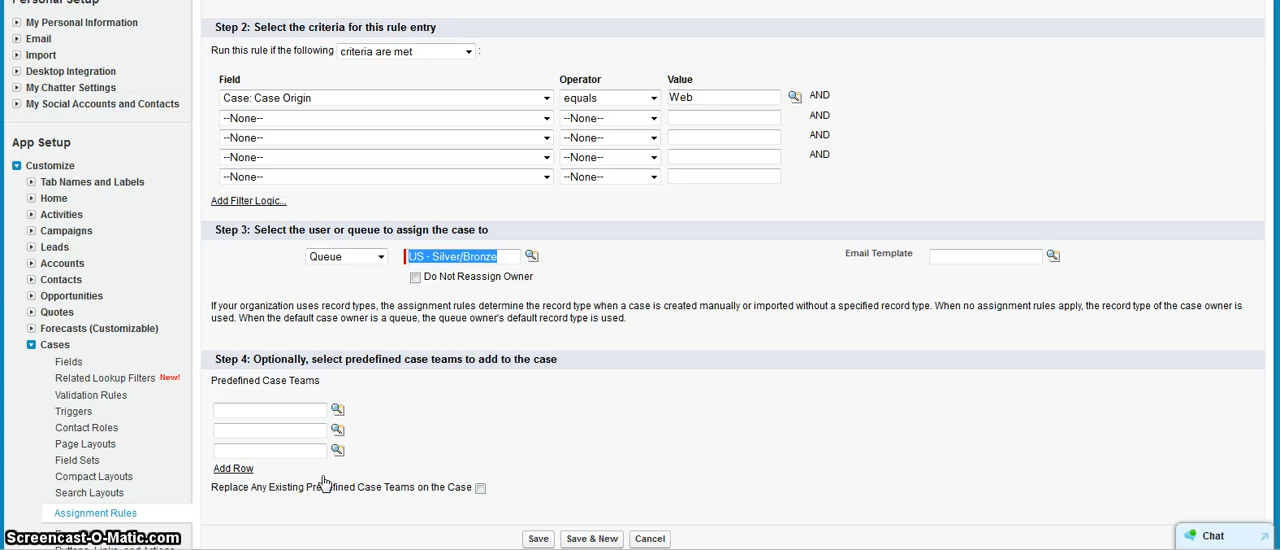 Personal Setup
My Personal Information
Email
Import
Desktop Integration
My Chatter Settings
My Social Accounts and Contacts
App Setup
Customize
Tab Names and Labels
Home
Activities
Campaigns
Leads
Accounts
Contacts
Opportunities
Quotes
Forecasts (Customizable)
Cases
Fields
Related Lookup Filters New!
Validation Rules
Triggers
Contact Roles
Page Layouts
Field Sets
Compact Layouts
Search Layouts
Assignment Rules
Buttons, Links, and Actions
Screencast-O-Matic.com
Step 2: Select the criteria for this rule entry
Run this rule if the following criteria are met :
Field Operator Value
Case: Case Origin equals Web AND
--None-- --None-- AND
--None-- --None-- AND
--None-- --None-- AND
--None-- --None--
Add Filter Logic...
Step 3: Select the user or queue to assign the case to
Queue US - Silver/Bronze Email Template
Do Not Reassign Owner
If your organization uses record types, the assignment rules determine the record type when a case is created manually or imported without a specified record type. When no assignment rules apply, the record type of the case owner is
used. When the default case owner is a queue, the queue owner's default record type is used.
Step 4: Optionally, select predefined case teams to add to the case
Predefined Case Teams
Add Row
Replace Any Existing Predefined Case Teams on the Case
Save Save & New Cancel
Chat